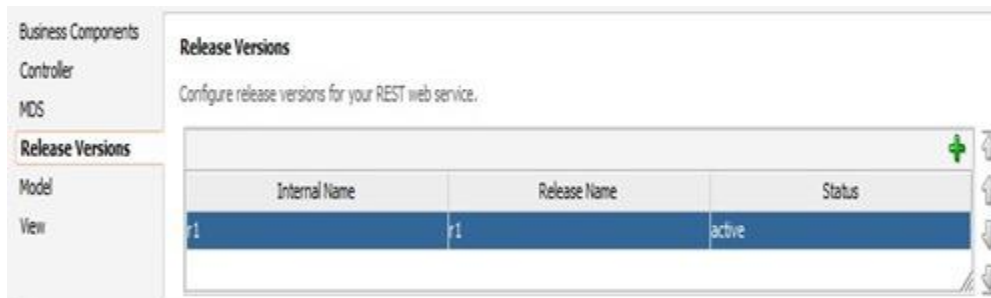 Business Components
Controller
MDS
Release Versions
Model
View
Release Versions
Configure release versions for your REST web service.
Internal Name Release Name Status
r1 r1 active